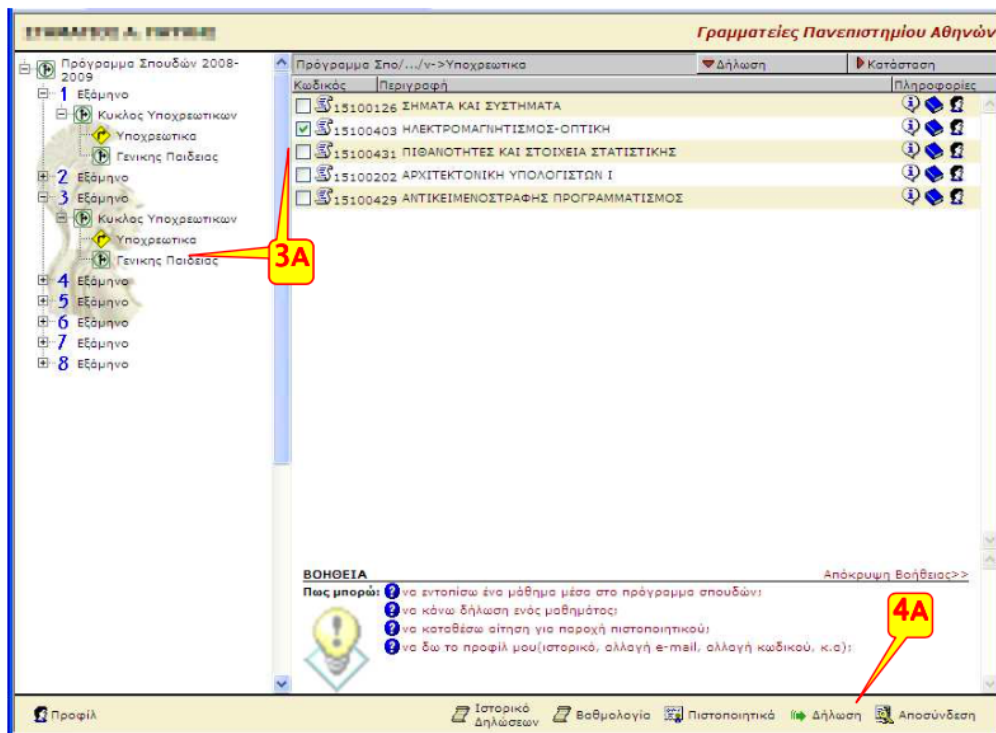 Γραμματείες Πανεπιστημίου Αθηνών
Πρόγραμμα Σπουδών 2008-
2009
1 Εξάμηνο
Κυκλος Υποχρεωτικων
Υποχρεωτικα
Γενικης Παιδειας
2 Εξάμηνο
3 Εξάμηνο
Κυκλος Υποχρεωτικων
Υποχρεωτικα
Γενικης Παιδειας
4 Εξάμηνο
5 Εξάμηνο
6 Εξάμηνο
7 Εξάμηνο
8 Εξάμηνο
Πρόγραμμα Σπο/.../ν->Υποχρεωτικα Δήλωση Κατάσταση
Κωδικός Περιγραφή Πληροφορίες
15100126 ΣΗΜΑΤΑ ΚΑΙ ΣΥΣΤΗΜΑΤΑ
15100403 ΗΛΕΚΤΡΟΜΑΓΝΗΤΙΣΜΟΣ-ΟΠΤΙΚΗ
15100431 ΠΙΘΑΝΟΤΗΤΕΣ ΚΑΙ ΣΤΟΙΧΕΙΑ ΣΤΑΤΙΣΤΙΚΗΣ
15100202 ΑΡΧΙΤΕΚΤΟΝΙΚΗ ΥΠΟΛΟΓΙΣΤΩΝ Ι
15100429 ΑΝΤΙΚΕΙΜΕΝΟΣΤΡΑΦΗΣ ΠΡΟΓΡΑΜΜΑΤΙΣΜΟΣ
3A
ΒΟΗΘΕΙΑ Απόκρυψη Βοήθειας>>
Πως μπορώ: να εντοπίσω ένα μάθημα μέσα στο πρόγραμμα σπουδών;
να κάνω δήλωση ενός μαθημάτος;
να καταθέσω αίτηση για παροχή πιστοποιητικού;
να δω το προφίλ μου(ιστορικό, αλλαγή e-mail, αλλαγή κωδικού, κ.α);
4A
Προφίλ Ιστορικό Δηλώσεων Βαθμολογία Πιστοποιητικά Δήλωση Αποσύνδεση